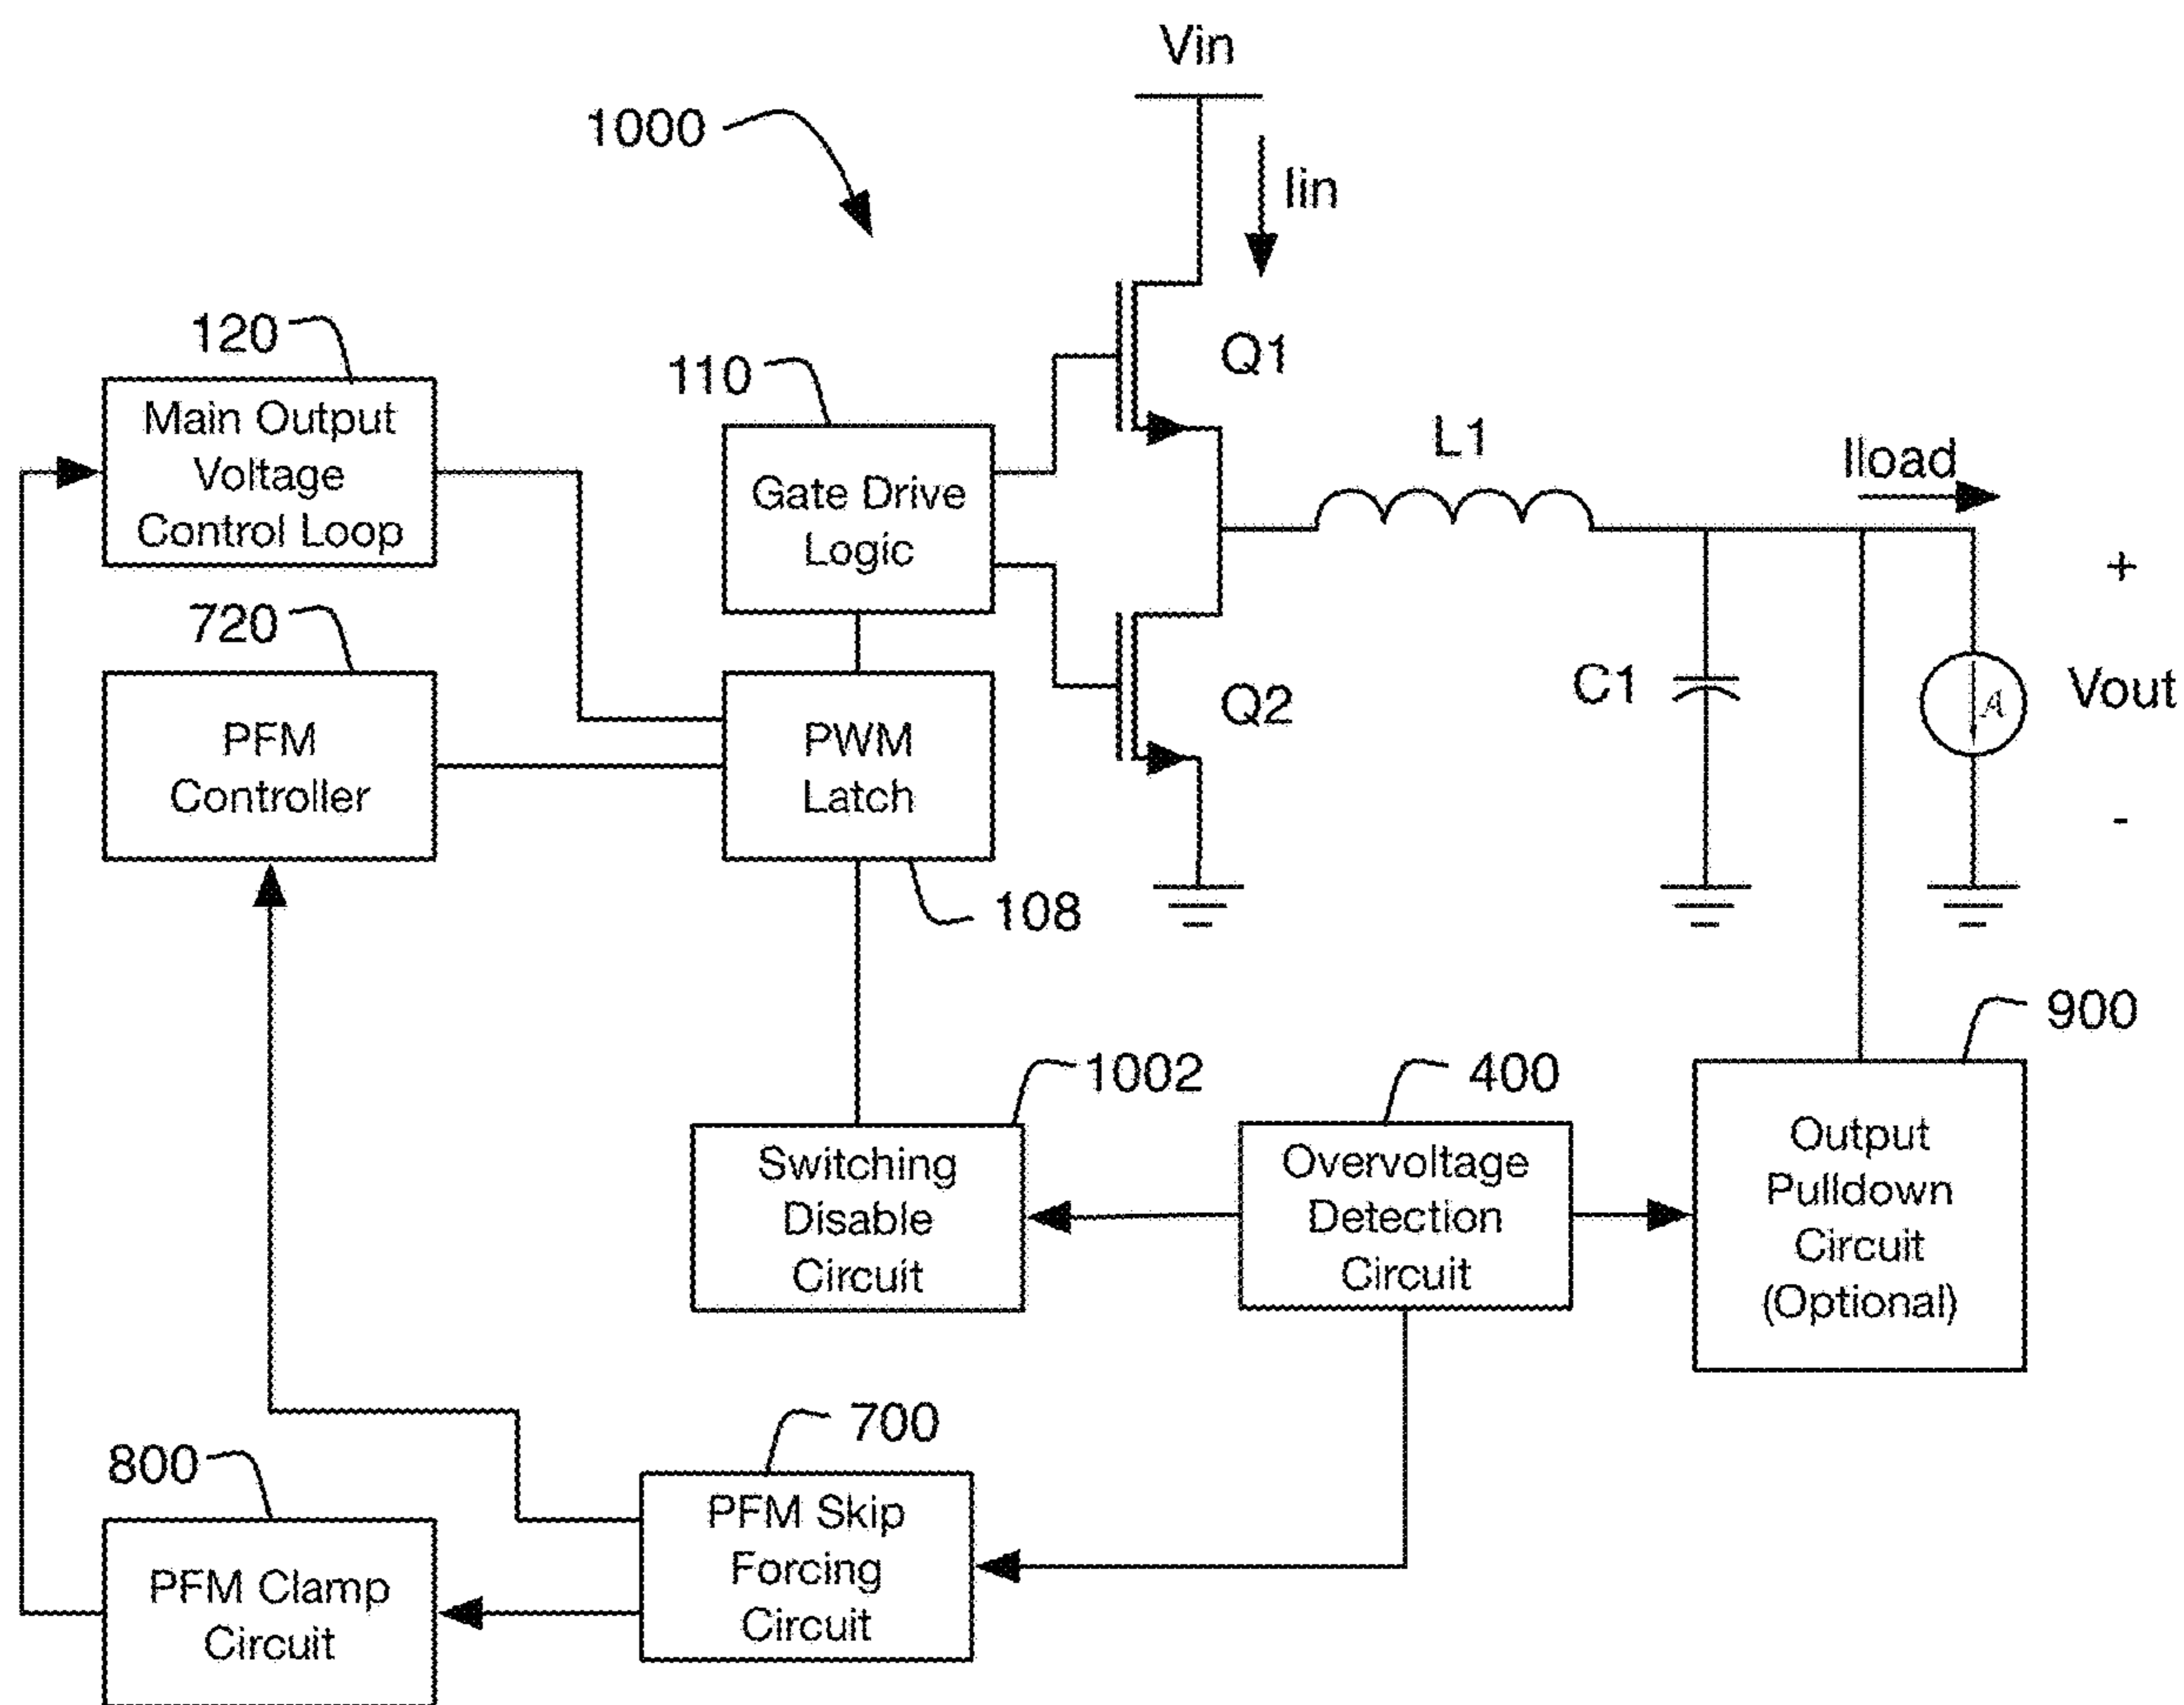 Vin
1000
Iin
120
Main Output
Voltage
Control Loop
110
Gate Drive
Logic
Q1
L1
Iload
+
720
PFM
Controller
PWM
Latch
108
Q2
C1
A
Vout
-
900
Output
Pulldown
Circuit
(Optional)
1002
Switching
Disable
Circuit
400
Overvoltage
Detection
Circuit
700
PFM Skip
Forcing
Circuit
800
PFM Clamp
Circuit